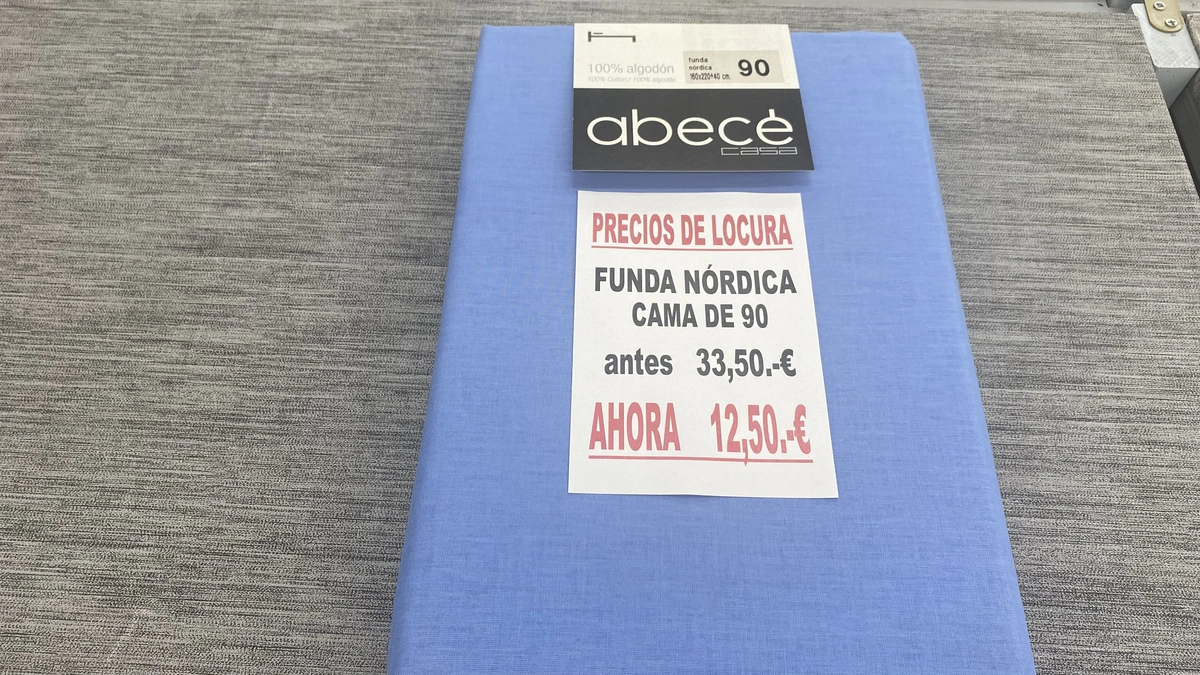 100% algodón
100% Cotton / 100% algodão
funda
nórdica
160x220+40 cm.
90
abecé
casa
PRECIOS DE LOCURA
FUNDA NÓRDICA
CAMA DE 90
antes 33,50.-€
AHORA 12,50.-€